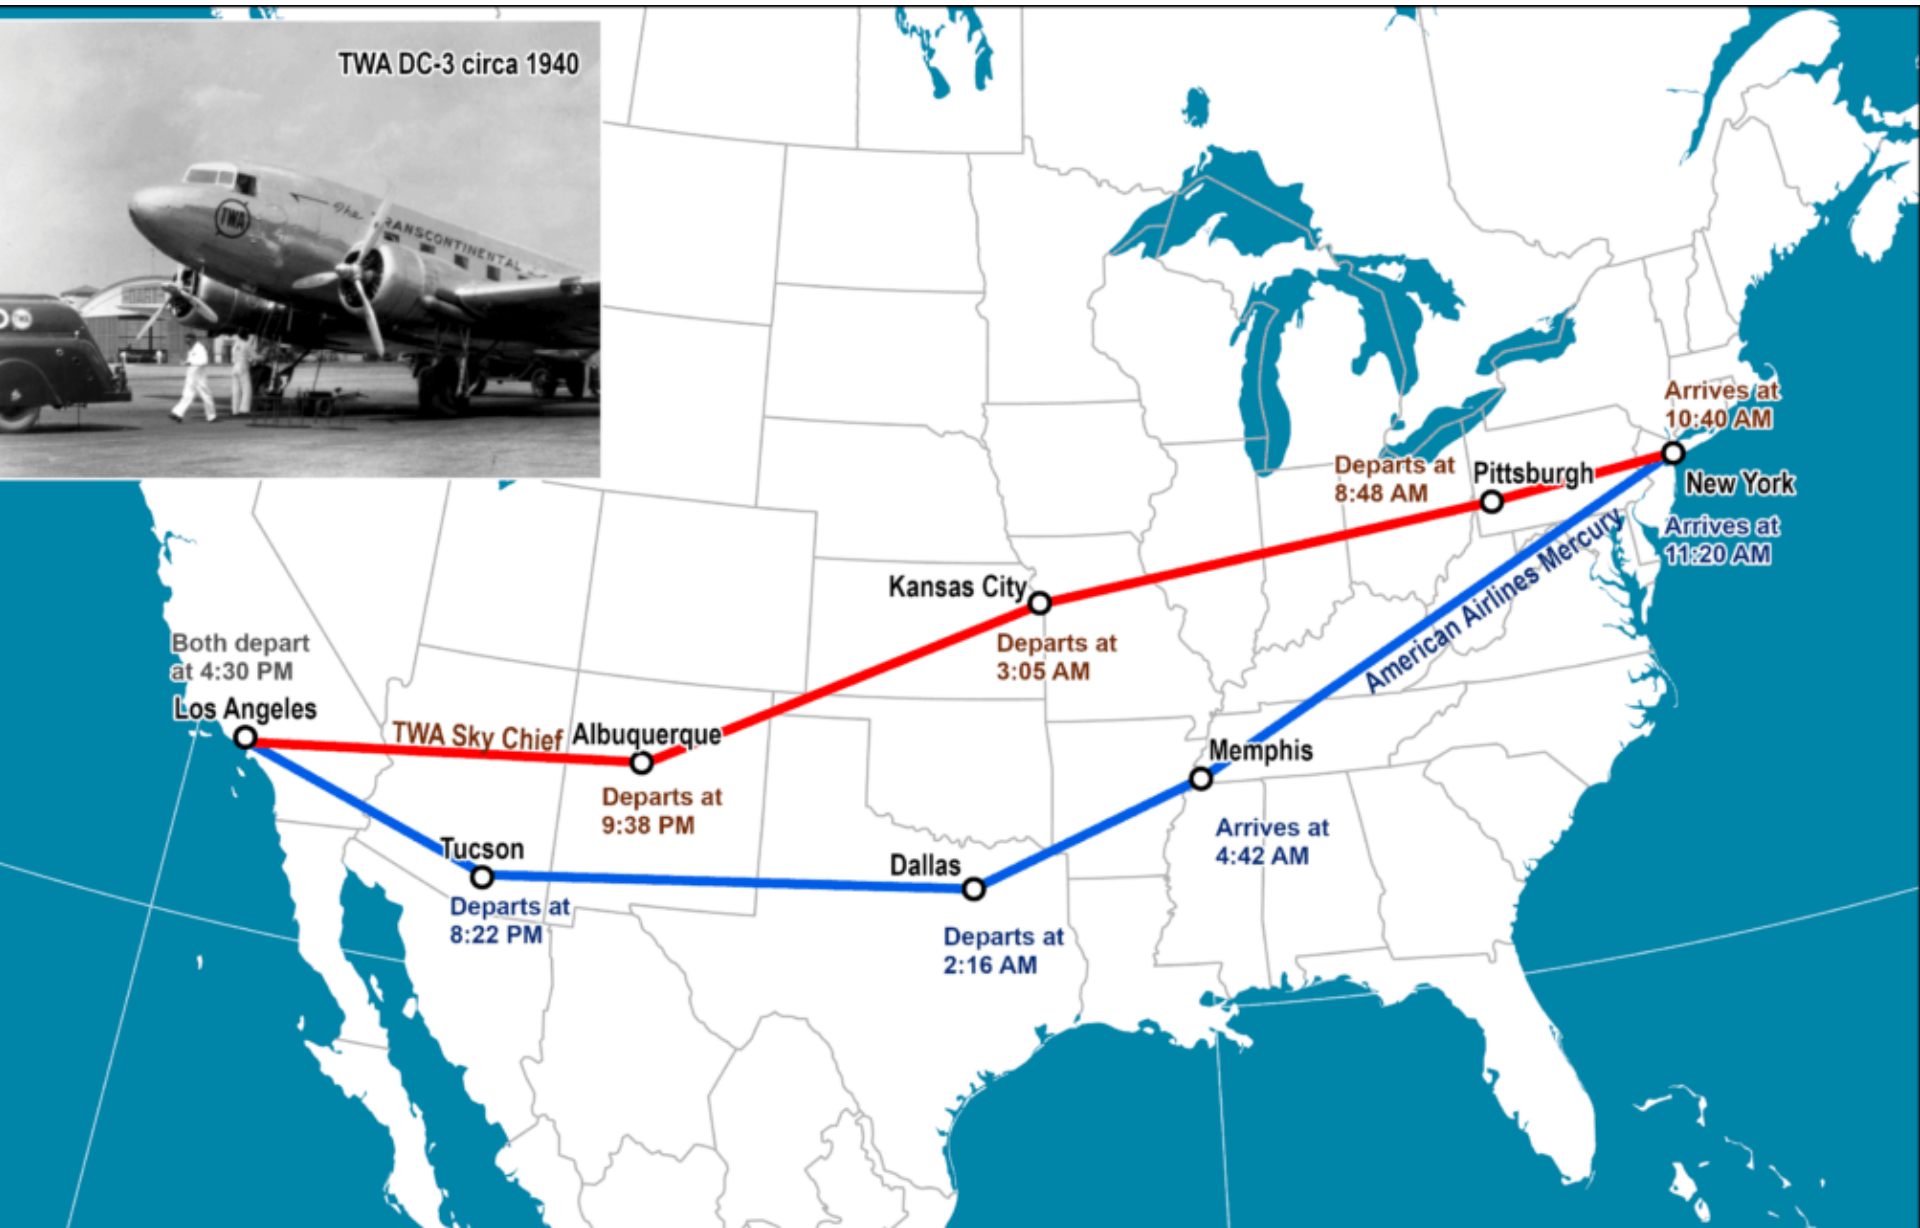 TWA DC-3 circa 1940
TWA
The TRANSCONTINENTAL
Arrives at
10:40 AM
Departs at
8:48 AM
Pittsburgh
New York
Arrives at
11:20 AM
American Airlines Mercury
Kansas City
Departs at
3:05 AM
Both depart
at 4:30 PM
Los Angeles
TWA Sky Chief
Albuquerque
Departs at
9:38 PM
Memphis
Arrives at
4:42 AM
Tucson
Departs at
8:22 PM
Dallas
Departs at
2:16 AM